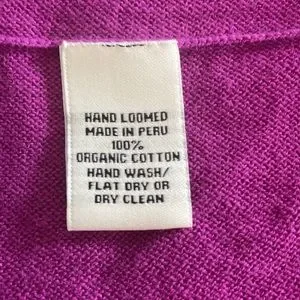 HAND LOOMED
MADE IN PERU
100%
ORGANIC COTTON
HAND WASH/
FLAT DRY OR
DRY CLEAN